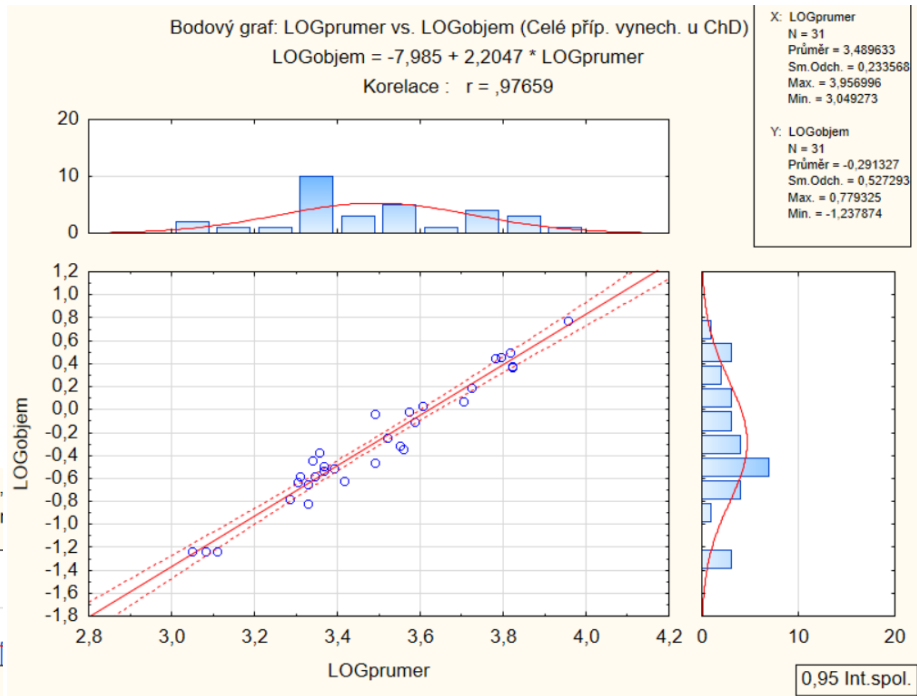 Bodový graf: LOGprumer vs. LOGobjem (Celé příp. vynech. u ChD)
LOGobjem = -7,985 + 2,2047 * LOGprumer
Korelace : r = ,97659
X: LOGprumer
N = 31
Průměr = 3,489633
Sm.Odch. = 0,233568
Max. = 3,956996
Min. = 3,049273
Y: LOGobjem
N = 31
Průměr = -0,291327
Sm.Odch. = 0,527293
Max. = 0,779325
Min. = -1,237874
20
10
0
1,2
1,0
0,8
0,6
0,4
0,2
0,0
-0,2
-0,4
-0,6
-0,8
-1,0
-1,2
-1,4
-1,6
-1,8
LOGobjem
2,8 3,0 3,2 3,4 3,6 3,8 4,0 4,2
LOGprumer
0 10 20
0,95 Int.spol.